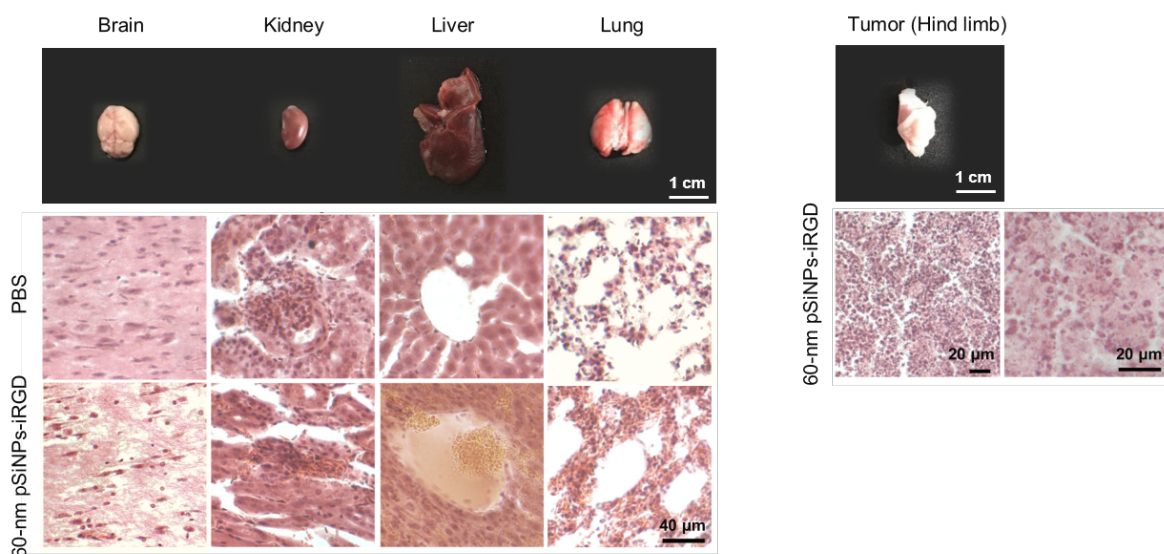 Brain Kidney Liver Lung
Tumor (Hind limb)
1 cm
1 cm
PBS
60-nm pSiNPs-iRGD
40 µm
60-nm pSiNPs-iRGD
20 µm
20 µm